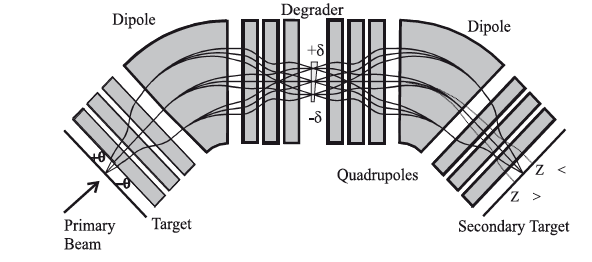 Degrader
Dipole
Dipole
+δ
-δ
+θ
-θ
Quadrupoles
Z <
Z >
Primary
Beam
Target
Secondary Target